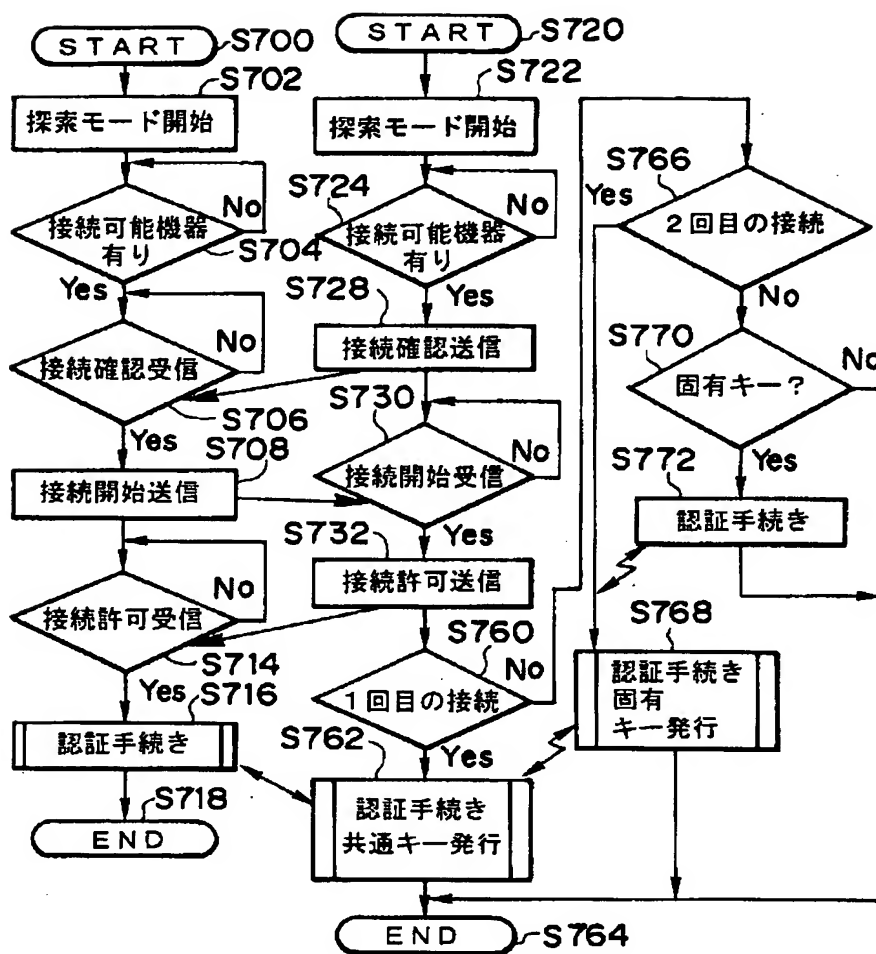 START
S700
S702
探索モード開始
No
接続可能機器
有り
S704
Yes
No
接続確認受信
S706
Yes
S708
接続開始送信
No
接続許可受信
S714
Yes
S716
認証手続き
S718
END
START
S720
S722
探索モード開始
S724
No
接続可能機器
有り
S728
Yes
接続確認送信
S730
No
接続開始受信
S732
Yes
接続許可送信
S760
No
1回目の接続
S762
Yes
認証手続き
共通キー発行
END
S764
S766
Yes
2回目の接続
No
S770
No
固有キー？
S772
Yes
認証手続き
S768
認証手続き
固有
キー発行